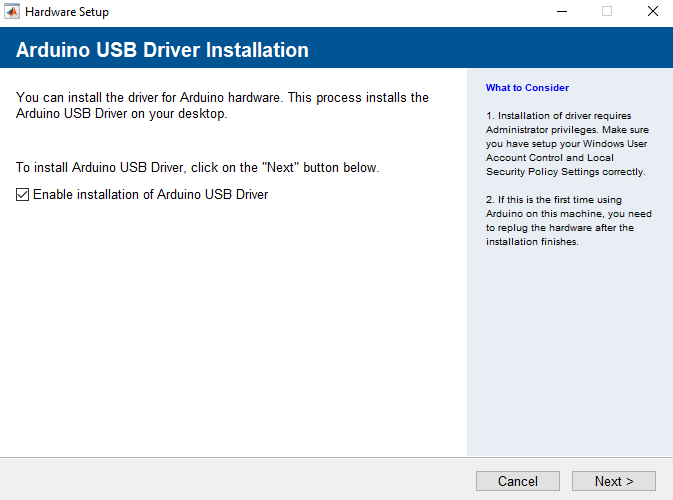 Hardware Setup
Arduino USB Driver Installation
You can install the driver for Arduino hardware. This process installs the
Arduino USB Driver on your desktop.
To install Arduino USB Driver, click on the "Next" button below.
Enable installation of Arduino USB Driver
What to Consider
1. Installation of driver requires
Administrator privileges. Make sure
you have setup your Windows User
Account Control and Local
Security Policy Settings correctly.
2. If this is the first time using
Arduino on this machine, you need
to replug the hardware after the
installation finishes.
Cancel
Next >